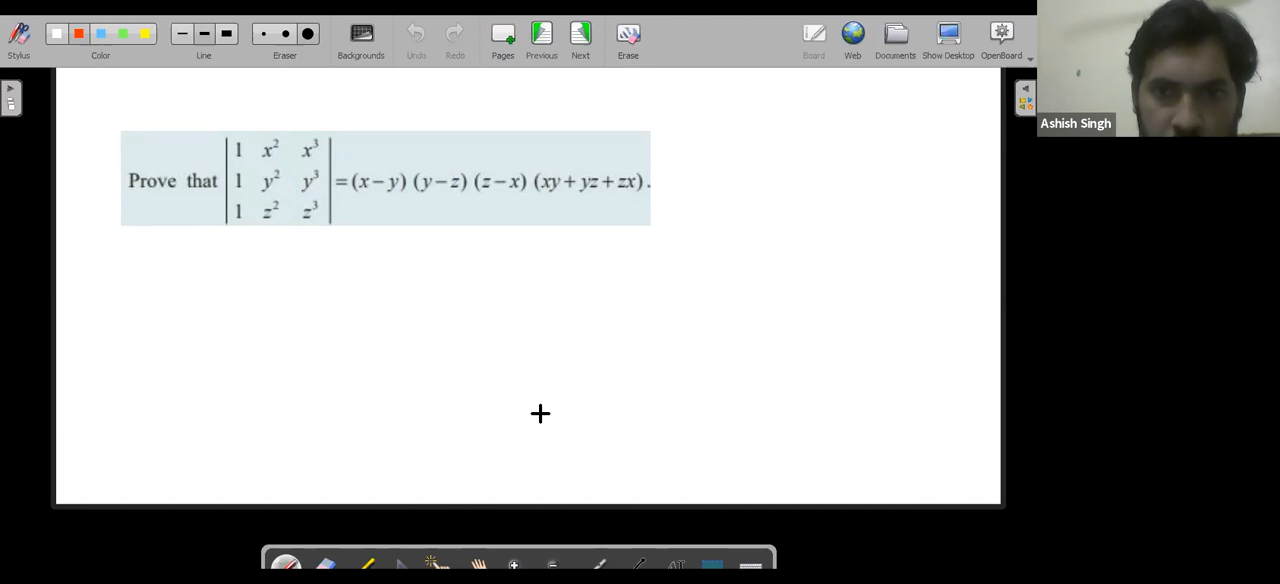 Stylus Color Line Eraser Backgrounds Undo Redo Pages Previous Next Erase Board Web Documents Show Desktop OpenBoard
Ashish Singh
1 x² x³
Prove that 1 y² y³ = (x − y) (y − z) (z − x) (xy + yz + zx).
1 z² z³